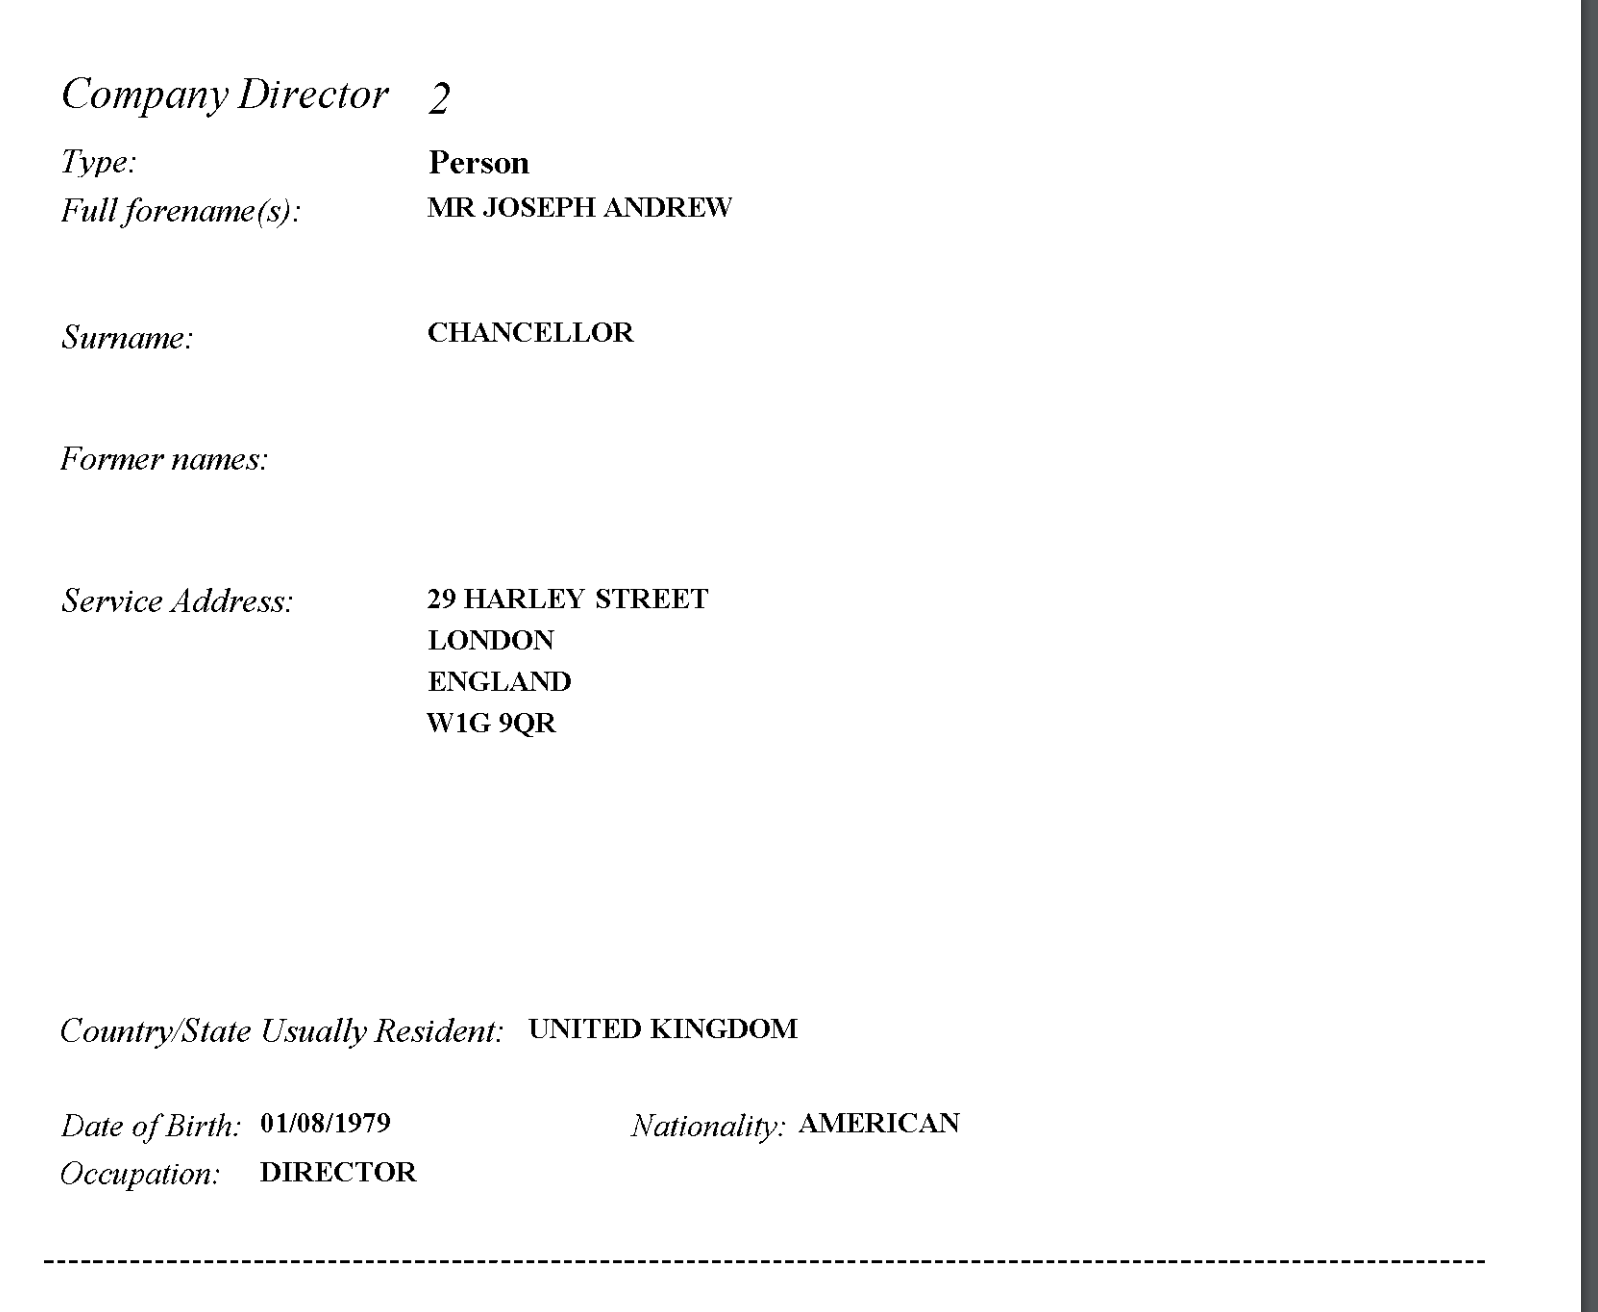 Company Director 2
Type: Person
Full forename(s): MR JOSEPH ANDREW
Surname: CHANCELLOR
Former names:
Service Address: 29 HARLEY STREET
LONDON
ENGLAND
W1G 9QR
Country/State Usually Resident: UNITED KINGDOM
Date of Birth: 01/08/1979 Nationality: AMERICAN
Occupation: DIRECTOR